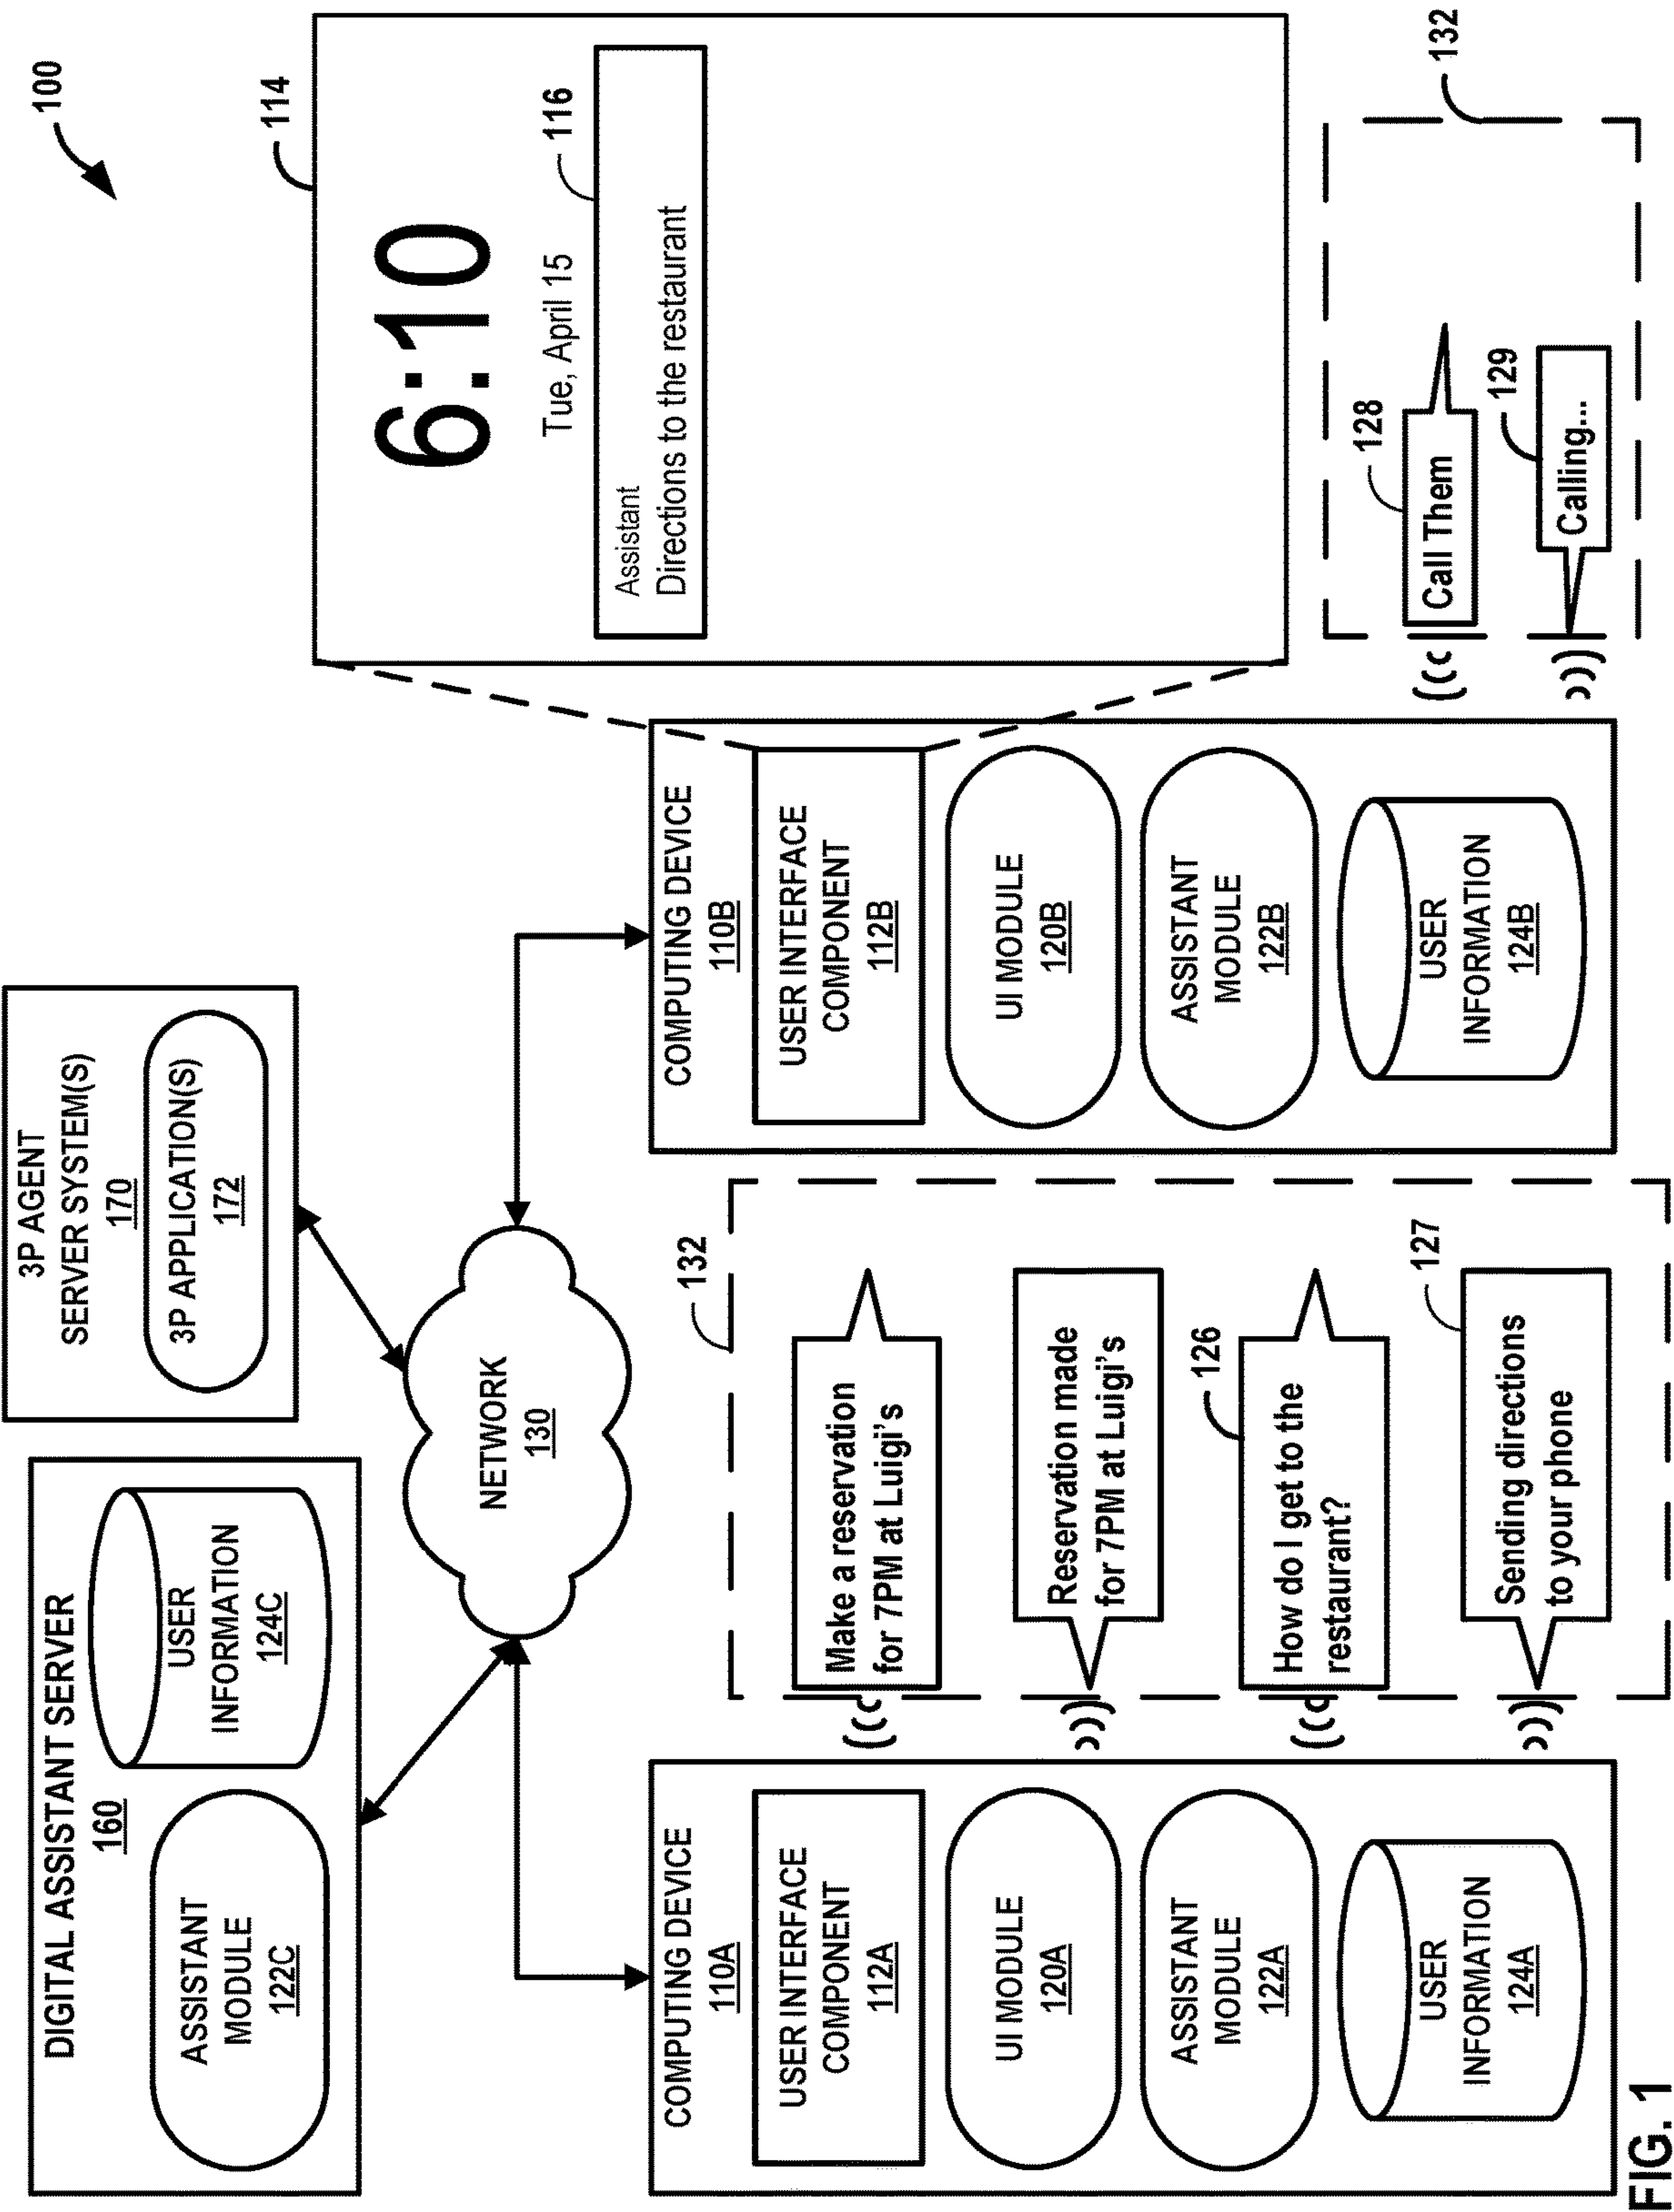 100
DIGITAL ASSISTANT SERVER
160
ASSISTANT
MODULE
122C
USER
INFORMATION
124C
3P AGENT
SERVER SYSTEM(S)
170
3P APPLICATION(S)
172
NETWORK
130
114
6:10
Tue, April 15
116
Assistant
Directions to the restaurant
COMPUTING DEVICE
110A
USER INTERFACE
COMPONENT
112A
UI MODULE
120A
ASSISTANT
MODULE
122A
USER
INFORMATION
124A
132
Make a reservation
for 7PM at Luigi's
Reservation made
for 7PM at Luigi's
126
How do I get to the
restaurant?
127
Sending directions
to your phone
COMPUTING DEVICE
110B
USER INTERFACE
COMPONENT
112B
UI MODULE
120B
ASSISTANT
MODULE
122B
USER
INFORMATION
124B
128
Call Them
129
Calling...
132
FIG. 1